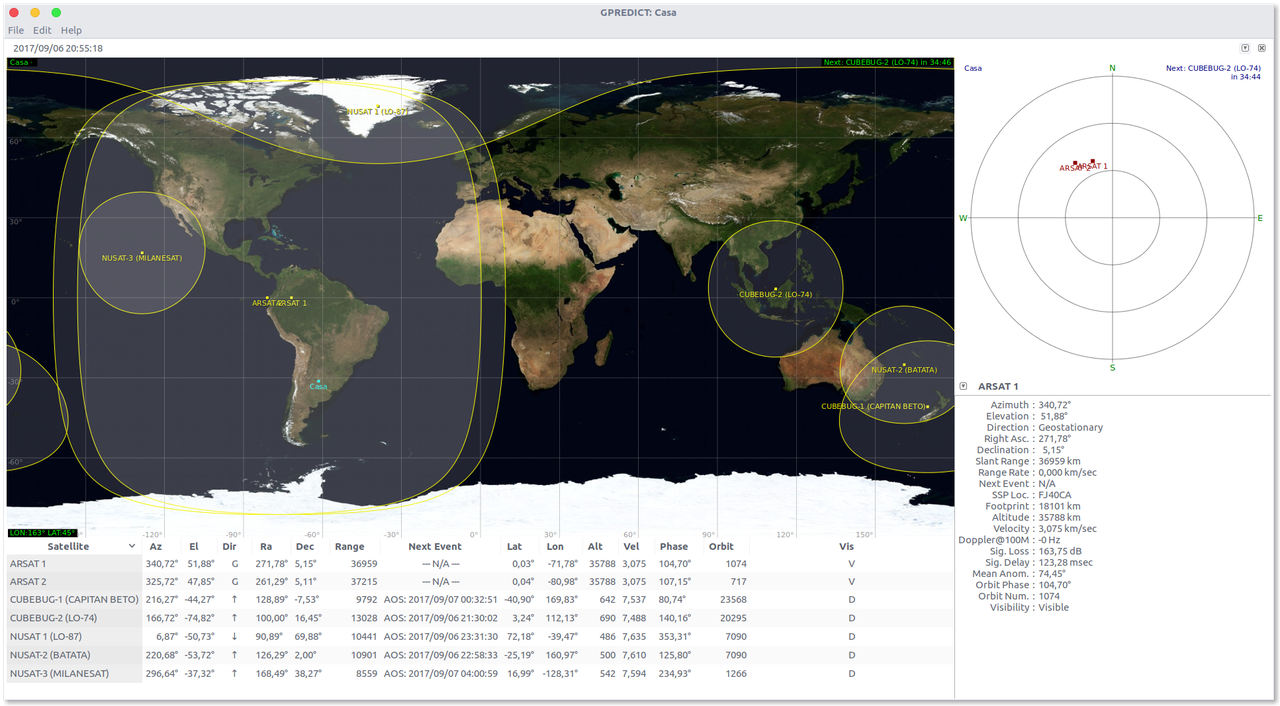 GPREDICT: Casa
File Edit Help
2017/09/06 20:55:18
Casa
Next: CUBEBUG-2 (LO-74) in 34:46
NUSAT 1 (LO-87)
60°
30°
NUSAT-3 (MILANESAT)
0°
ARSAT 2 ARSAT 1
CUBEBUG-2 (LO-74)
-30°
Casa
NUSAT-2 (BATATA)
CUBEBUG-1 (CAPITAN BETO)
-60°
LON:163° LAT:45°
-120° -90° -60° -30° 0° 30° 60° 90° 120° 150°
Satellite Az El Dir Ra Dec Range Next Event Lat Lon Alt Vel Phase Orbit Vis
ARSAT 1 340,72° 51,88° G 271,78° 5,15° 36959 --- N/A --- 0,03° -71,78° 35788 3,075 104,70° 1074 V
ARSAT 2 325,72° 47,85° G 261,29° 5,11° 37215 --- N/A --- 0,04° -80,98° 35788 3,075 107,15° 717 V
CUBEBUG-1 (CAPITAN BETO) 216,27° -44,27° ↑ 128,89° -7,53° 9792 AOS: 2017/09/07 00:32:51 -40,90° 169,83° 642 7,537 80,74° 23568 D
CUBEBUG-2 (LO-74) 166,72° -74,82° ↑ 100,00° 16,45° 13028 AOS: 2017/09/06 21:30:02 3,24° 112,13° 690 7,488 140,16° 20295 D
NUSAT 1 (LO-87) 6,87° -50,73° ↓ 90,89° 69,88° 10441 AOS: 2017/09/06 23:31:30 72,18° -39,47° 486 7,635 353,31° 7090 D
NUSAT-2 (BATATA) 220,68° -53,72° ↑ 126,29° 2,00° 10901 AOS: 2017/09/06 22:58:33 -25,19° 160,97° 500 7,610 125,80° 7090 D
NUSAT-3 (MILANESAT) 296,64° -37,32° ↑ 168,49° 38,27° 8559 AOS: 2017/09/07 04:00:59 16,99° -128,31° 542 7,594 234,93° 1266 D
Casa
N
Next: CUBEBUG-2 (LO-74)
in 34:44
ARSAT 2 ARSAT 1
W
E
S
ARSAT 1
Azimuth : 340,72°
Elevation : 51,88°
Direction : Geostationary
Right Asc. : 271,78°
Declination : 5,15°
Slant Range : 36959 km
Range Rate : 0,000 km/sec
Next Event : N/A
SSP Loc. : FJ40CA
Footprint : 18101 km
Altitude : 35788 km
Velocity : 3,075 km/sec
Doppler@100M : -0 Hz
Sig. Loss : 163,75 dB
Sig. Delay : 123,28 msec
Mean Anom. : 74,45°
Orbit Phase : 104,70°
Orbit Num. : 1074
Visibility : Visible